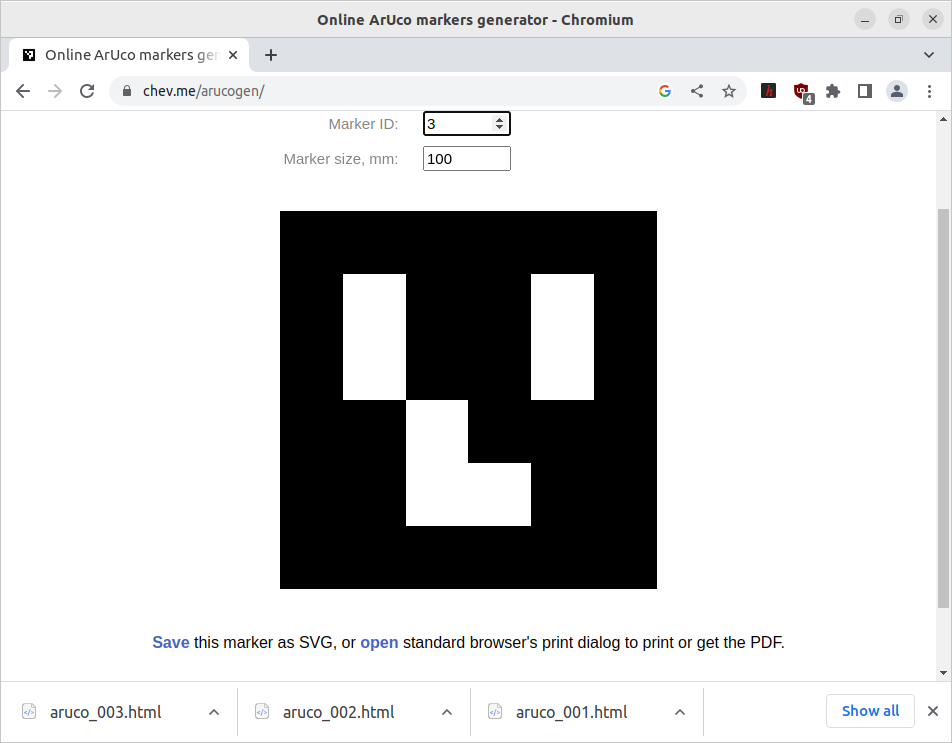 Online ArUco markers generator - Chromium
Online ArUco markers gen
chev.me/arucogen/
4
Marker ID: 3
Marker size, mm: 100
Save this marker as SVG, or open standard browser's print dialog to print or get the PDF.
aruco_003.html aruco_002.html aruco_001.html Show all